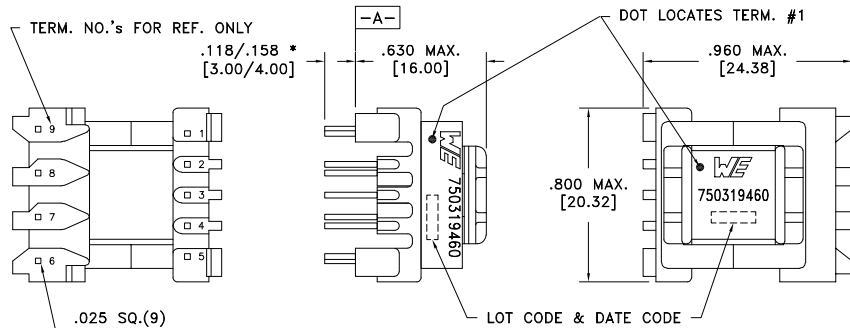 TERM. NO.'s FOR REF. ONLY
-A-
DOT LOCATES TERM. #1
.118/.158 *
[3.00/4.00]
.630 MAX.
[16.00]
.960 MAX.
[24.38]
9
8
7
6
1
2
3
4
5
WE 750319460
.800 MAX.
[20.32]
WE
750319460
.025 SQ.(9)
LOT CODE & DATE CODE